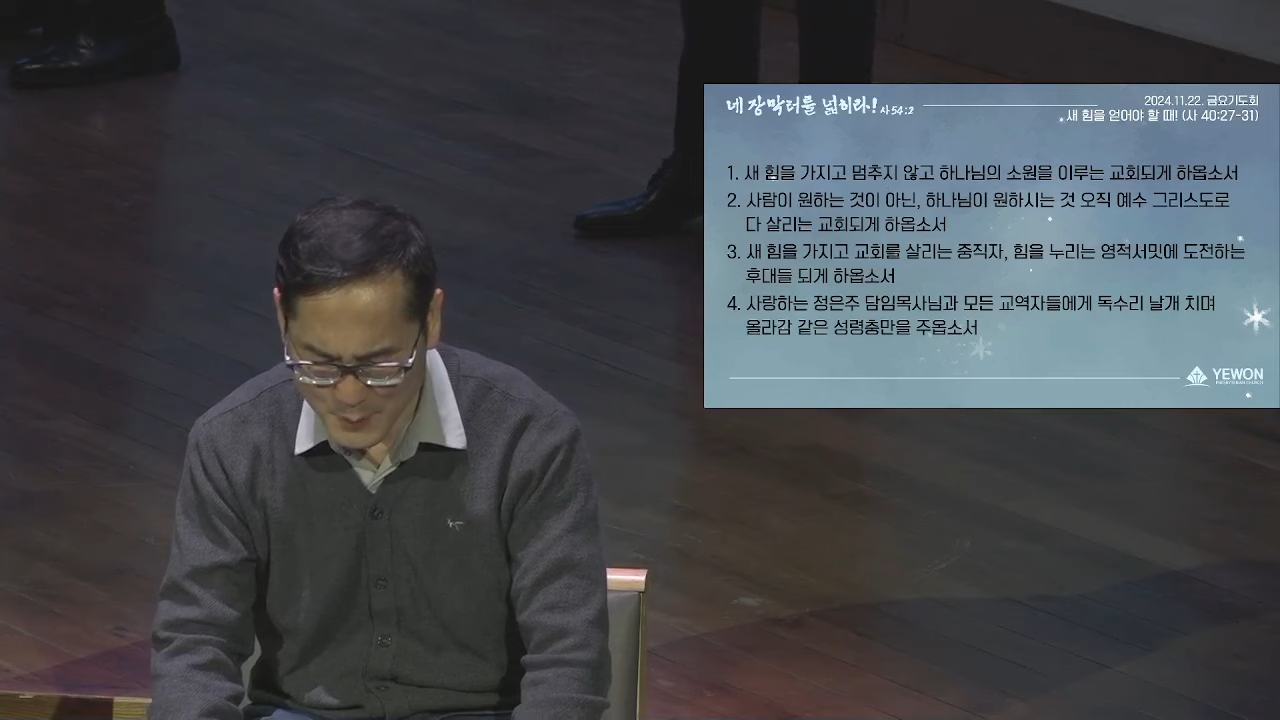 네 장막터를 넓히라! 사 54:2
2024.11.22. 금요기도회
새 힘을 얻어야 할 때! (사 40:27-31)
1. 새 힘을 가지고 멈추지 않고 하나님의 소원을 이루는 교회되게 하옵소서
2. 사람이 원하는 것이 아닌, 하나님이 원하시는 것 오직 예수 그리스도로
다 살리는 교회되게 하옵소서
3. 새 힘을 가지고 교회를 살리는 중직자, 힘을 누리는 영적서밋에 도전하는
후대들 되게 하옵소서
4. 사랑하는 정은주 담임목사님과 모든 교역자들에게 독수리 날개 치며
올라감 같은 성령충만을 주옵소서
YEWON
PRESBYTERIAN CHURCH